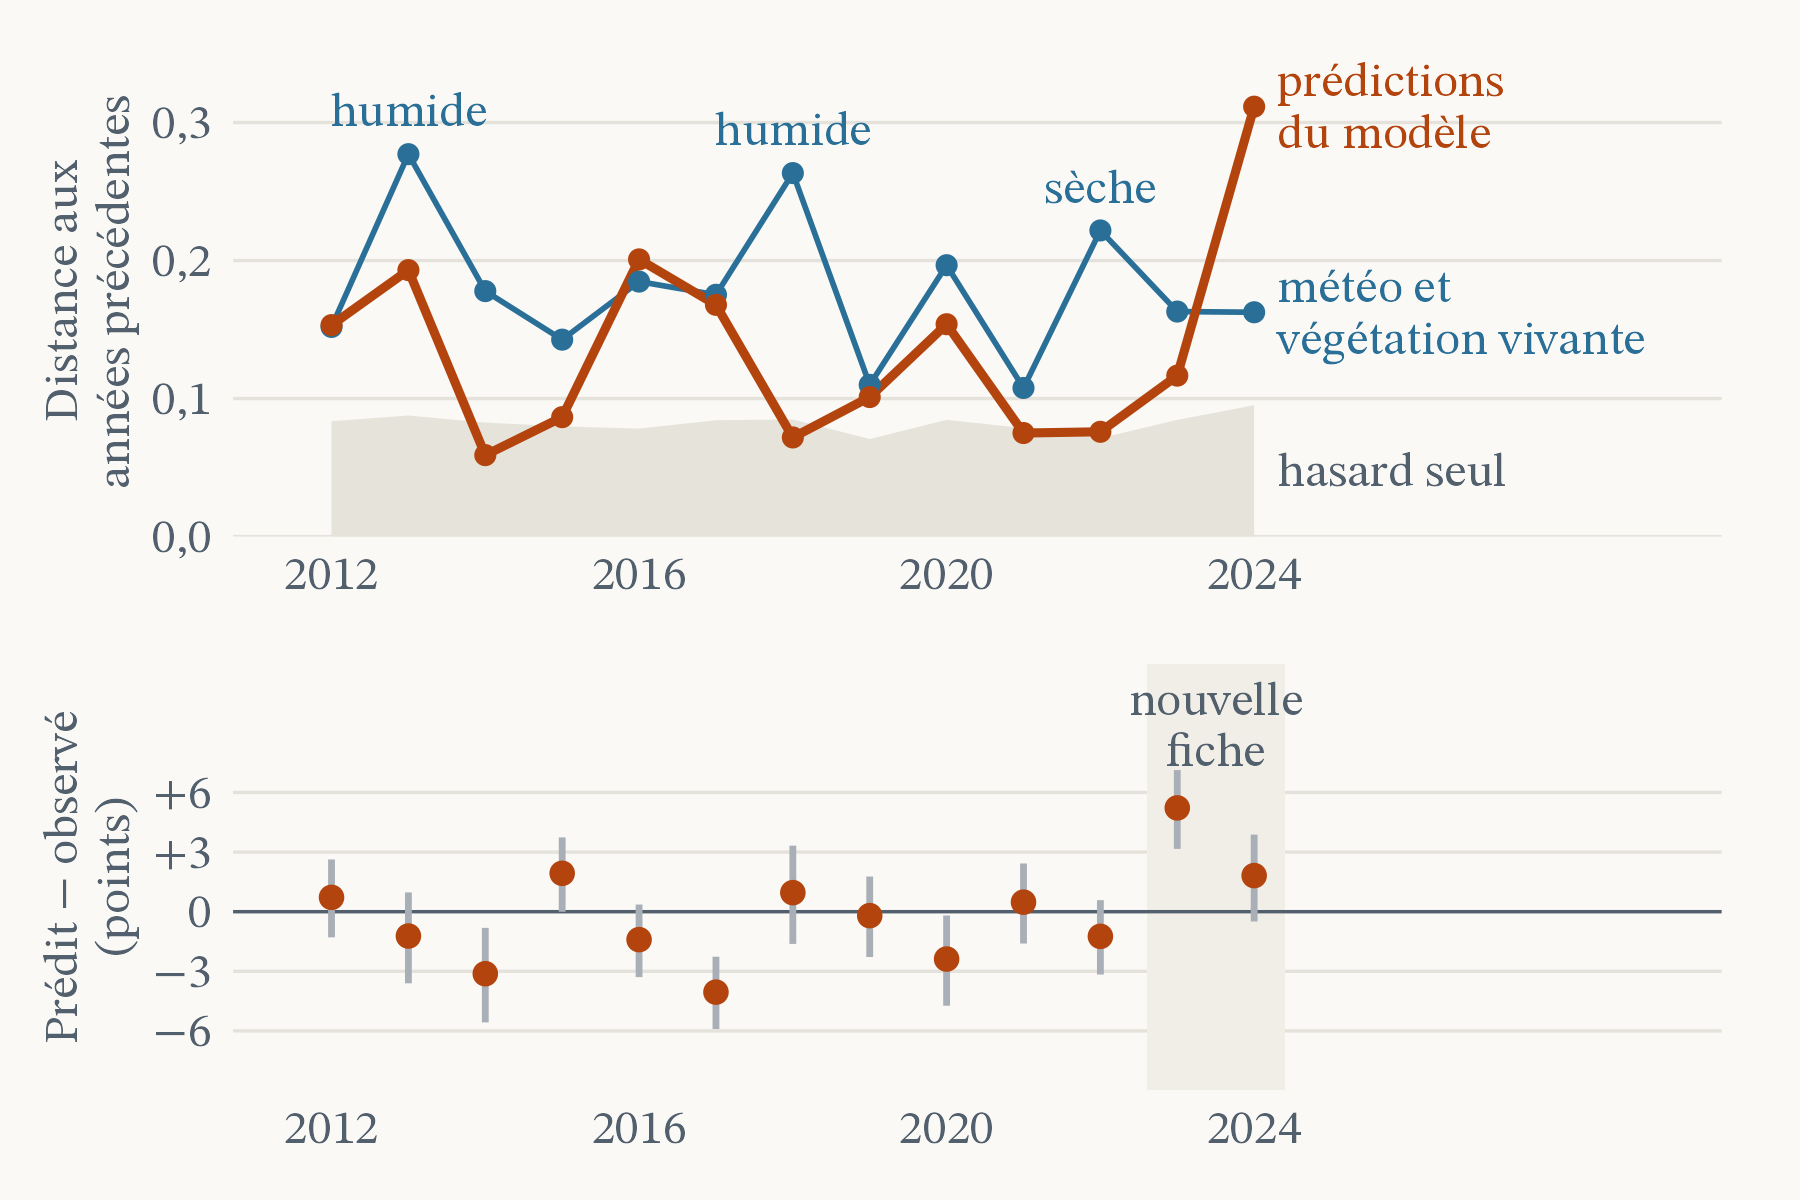 Distance aux
années précédentes
0,3
0,2
0,1
0,0
humide
humide
sèche
prédictions
du modèle
météo et
végétation vivante
hasard seul
2012 2016 2020 2024
Prédit – observé
(points)
+6
+3
0
−3
−6
nouvelle
fiche
2012 2016 2020 2024